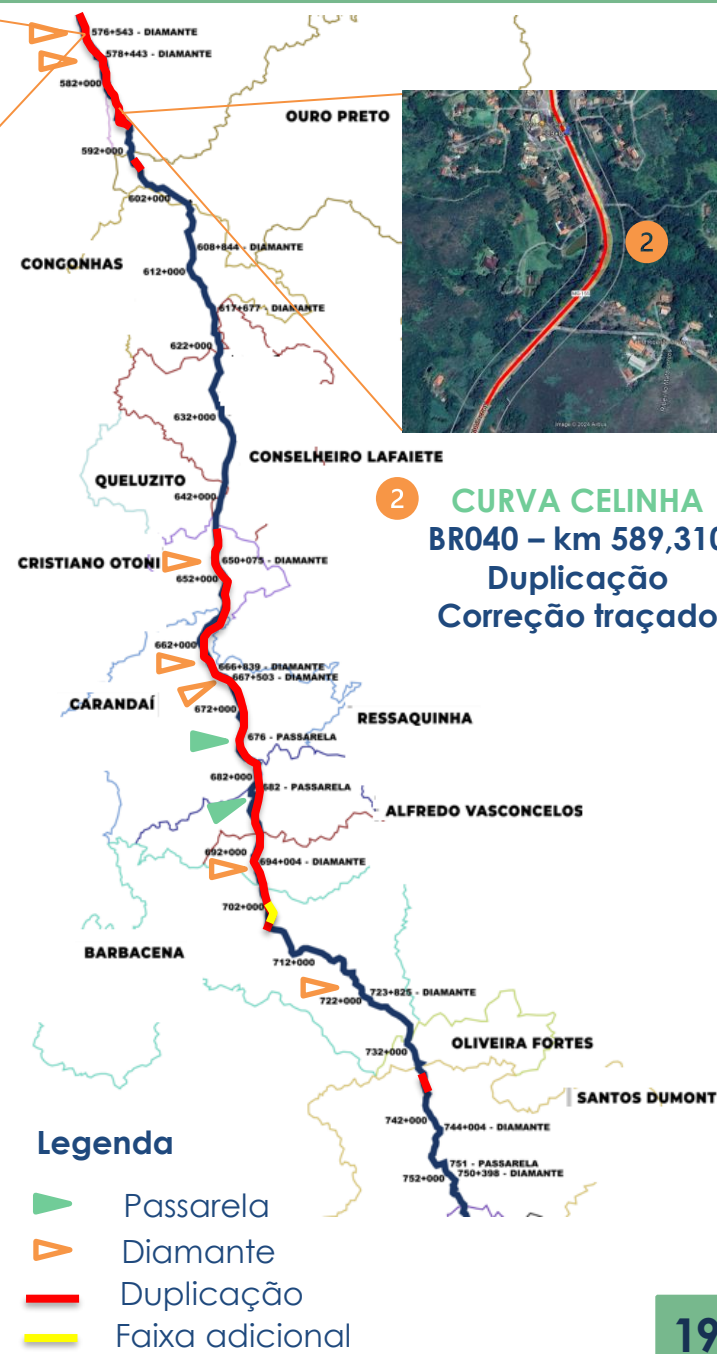 576+543 - DIAMANTE
578+443 - DIAMANTE
582+000
OURO PRETO
592+000
602+000
608+844 - DIAMANTE
CONGONHAS
612+000
2
617+677 - DIAMANTE
622+000
632+000
Image © 2024 Airbus
CONSELHEIRO LAFAIETE
QUELUZITO
642+000
2
CURVA CELINHA
BR040 – km 589,310
Duplicação
Correção traçado
CRISTIANO OTONI
650+075 - DIAMANTE
652+000
662+000
666+839 - DIAMANTE
667+503 - DIAMANTE
CARANDAÍ
672+000
RESSAQUINHA
676 - PASSARELA
682+000
682 - PASSARELA
ALFREDO VASCONCELOS
692+000
694+004 - DIAMANTE
702+000
BARBACENA
712+000
723+825 - DIAMANTE
722+000
OLIVEIRA FORTES
732+000
SANTOS DUMONT
742+000
744+004 - DIAMANTE
751 - PASSARELA
750+398 - DIAMANTE
752+000
Legenda
Passarela
Diamante
Duplicação
Faixa adicional
19